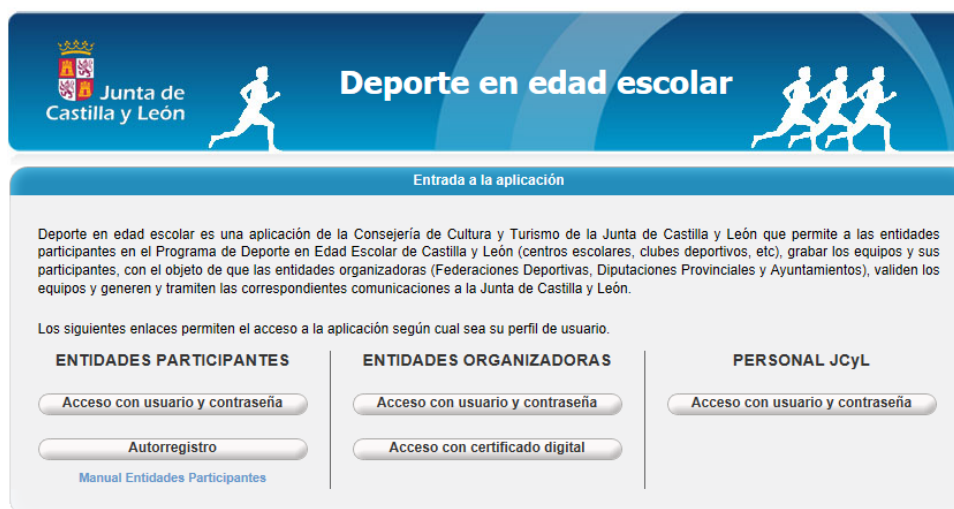 Junta de
Castilla y León
Deporte en edad escolar
Entrada a la aplicación
Deporte en edad escolar es una aplicación de la Consejería de Cultura y Turismo de la Junta de Castilla y León que permite a las entidades
participantes en el Programa de Deporte en Edad Escolar de Castilla y León (centros escolares, clubes deportivos, etc), grabar los equipos y sus
participantes, con el objeto de que las entidades organizadoras (Federaciones Deportivas, Diputaciones Provinciales y Ayuntamientos), validen los
equipos y generen y tramiten las correspondientes comunicaciones a la Junta de Castilla y León.
Los siguientes enlaces permiten el acceso a la aplicación según cual sea su perfil de usuario.
ENTIDADES PARTICIPANTES
Acceso con usuario y contraseña
Autorregistro
Manual Entidades Participantes
ENTIDADES ORGANIZADORAS
Acceso con usuario y contraseña
Acceso con certificado digital
PERSONAL JCyL
Acceso con usuario y contraseña